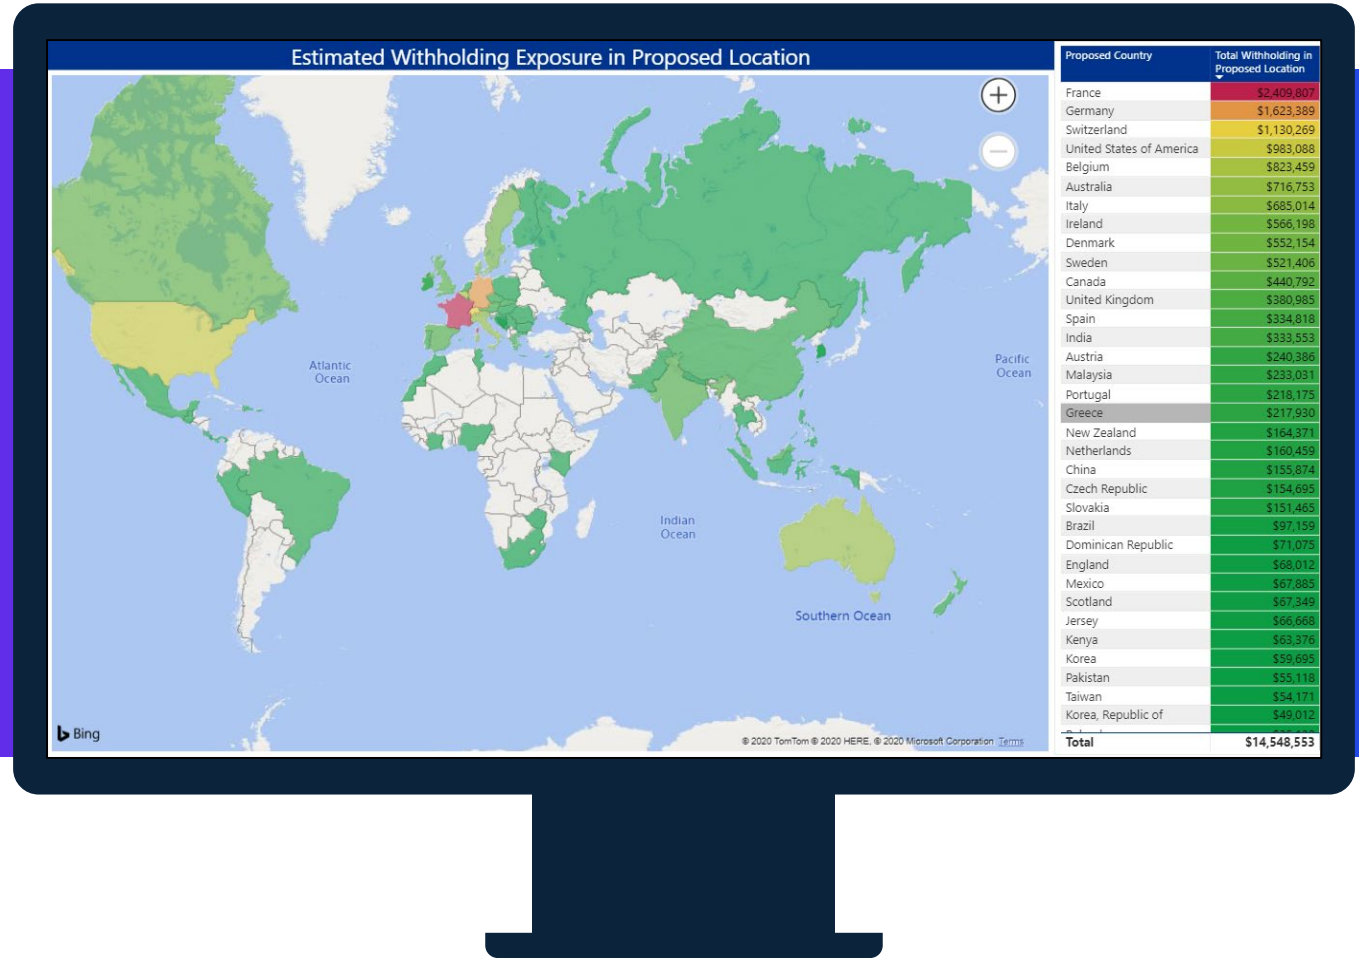 Estimated Withholding Exposure in Proposed Location
Atlantic
Ocean
Pacific
Ocean
Indian
Ocean
Southern Ocean
Bing
© 2020 TomTom © 2020 HERE, © 2020 Microsoft Corporation Terms
Proposed Country Total Withholding in
Proposed Location
France $2,409,807
Germany $1,623,389
Switzerland $1,130,269
United States of America $983,088
Belgium $823,459
Australia $716,753
Italy $685,014
Ireland $566,198
Denmark $552,154
Sweden $521,406
Canada $440,792
United Kingdom $380,985
Spain $334,818
India $333,553
Austria $240,386
Malaysia $233,031
Portugal $218,175
Greece $217,930
New Zealand $164,371
Netherlands $160,459
China $155,874
Czech Republic $154,695
Slovakia $151,465
Brazil $97,159
Dominican Republic $71,075
England $68,012
Mexico $67,885
Scotland $67,349
Jersey $66,668
Kenya $63,376
Korea $59,695
Pakistan $55,118
Taiwan $54,171
Korea, Republic of $49,012
Total $14,548,553